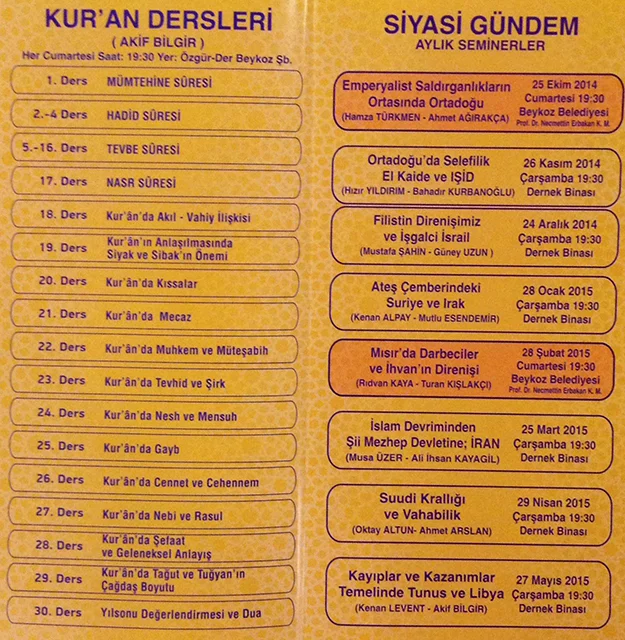 KUR'AN DERSLERİ
( AKİF BİLGİR )
Her Cumartesi Saat: 19:30 Yer: Özgür-Der Beykoz Şb.
1. Ders MÜMTEHİNE SÛRESİ
2.-4 Ders HADİD SÛRESİ
5.-16. Ders TEVBE SÛRESİ
17. Ders NASR SÛRESİ
18. Ders Kur'ân'da Akıl - Vahiy İlişkisi
19. Ders Kur'ân'ın Anlaşılmasında
Siyak ve Sibak'ın Önemi
20. Ders Kur'ân'da Kıssalar
21. Ders Kur'ân'da Mecaz
22. Ders Kur'ân'da Muhkem ve Müteşabih
23. Ders Kur'ân'da Tevhid ve Şirk
24. Ders Kur'ân'da Nesh ve Mensuh
25. Ders Kur'ân'da Gayb
26. Ders Kur'ân'da Cennet ve Cehennem
27. Ders Kur'ân'da Nebi ve Rasul
28. Ders Kur'ân'da Şefaat
ve Geleneksel Anlayış
29. Ders Kur'ân'da Tağut ve Tuğyan'ın
Çağdaş Boyutu
30. Ders Yılsonu Değerlendirmesi ve Dua
SİYASİ GÜNDEM
AYLIK SEMİNERLER
Emperyalist Saldırganlıkların
Ortasında Ortadoğu
(Hamza TÜRKMEN - Ahmet AĞIRAKÇA)
25 Ekim 2014
Cumartesi 19:30
Beykoz Belediyesi
Prof. Dr. Necmettin Erbakan K. M.
Ortadoğu'da Selefilik
El Kaide ve IŞİD
(Hızır YILDIRIM - Bahadır KURBANOĞLU)
26 Kasım 2014
Çarşamba 19:30
Dernek Binası
Filistin Direnişimiz
ve İşgalci İsrail
(Mustafa ŞAHİN - Güney UZUN )
24 Aralık 2014
Çarşamba 19:30
Dernek Binası
Ateş Çemberindeki
Suriye ve Irak
(Kenan ALPAY - Mutlu ESENDEMİR)
28 Ocak 2015
Çarşamba 19:30
Dernek Binası
Mısır'da Darbeciler
ve İhvan'ın Direnişi
(Rıdvan KAYA - Turan KIŞLAKÇI)
28 Şubat 2015
Cumartesi 19:30
Beykoz Belediyesi
Prof. Dr. Necmettin Erbakan K. M.
İslam Devriminden
Şii Mezhep Devletine; İRAN
(Musa ÜZER - Ali İhsan KAYAGİL)
25 Mart 2015
Çarşamba 19:30
Dernek Binası
Suudi Krallığı
ve Vahabilik
(Oktay ALTUN- Ahmet ARSLAN)
29 Nisan 2015
Çarşamba 19:30
Dernek Binası
Kayıplar ve Kazanımlar
Temelinde Tunus ve Libya
(Kenan LEVENT - Akif BİLGİR)
27 Mayıs 2015
Çarşamba 19:30
Dernek Binası